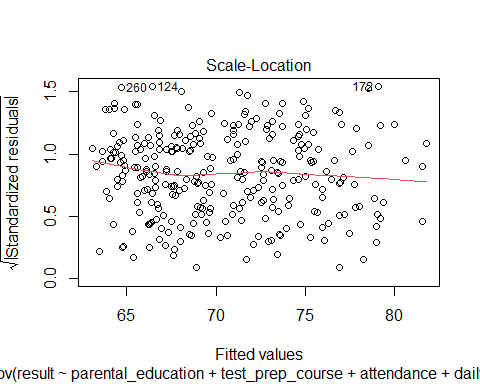 Scale-Location
√|Standardized residuals|
0.0 0.5 1.0 1.5
260 124 172
65 70 75 80
Fitted values
ov(result ~ parental_education + test_prep_course + attendance + dail